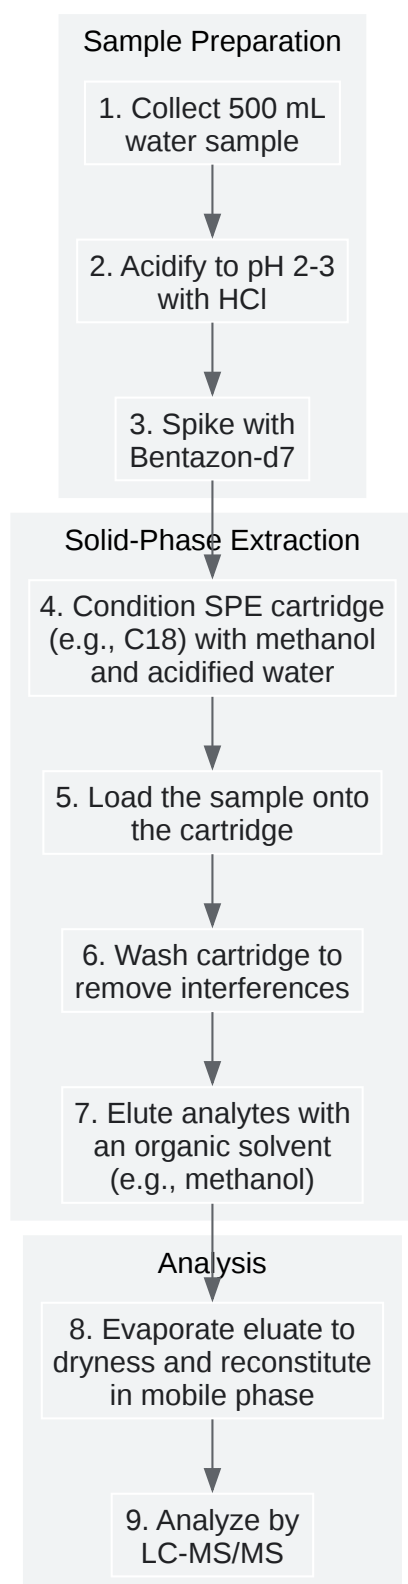 Sample Preparation
1. Collect 500 mL
water sample
2. Acidify to pH 2-3
with HCl
3. Spike with
Bentazon-d7
Solid-Phase Extraction
4. Condition SPE cartridge
(e.g., C18) with methanol
and acidified water
5. Load the sample onto
the cartridge
6. Wash cartridge to
remove interferences
7. Elute analytes with
an organic solvent
(e.g., methanol)
Analysis
8. Evaporate eluate to
dryness and reconstitute
in mobile phase
9. Analyze by
LC-MS/MS